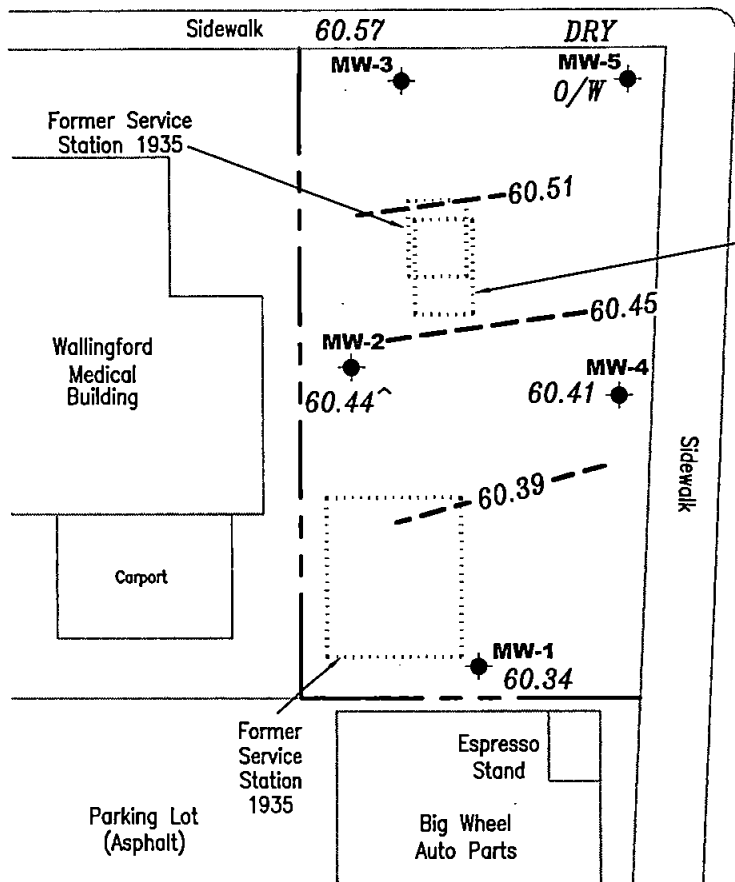 Sidewalk 60.57 DRY
MW-3 MW-5
O/W
Former Service
Station 1935
60.51
60.45
Wallingford
Medical
Building
MW-2
60.44^
MW-4
60.41
Sidewalk
60.39
Carport
MW-1
60.34
Former
Service
Station
1935
Espresso
Stand
Parking Lot
(Asphalt)
Big Wheel
Auto Parts